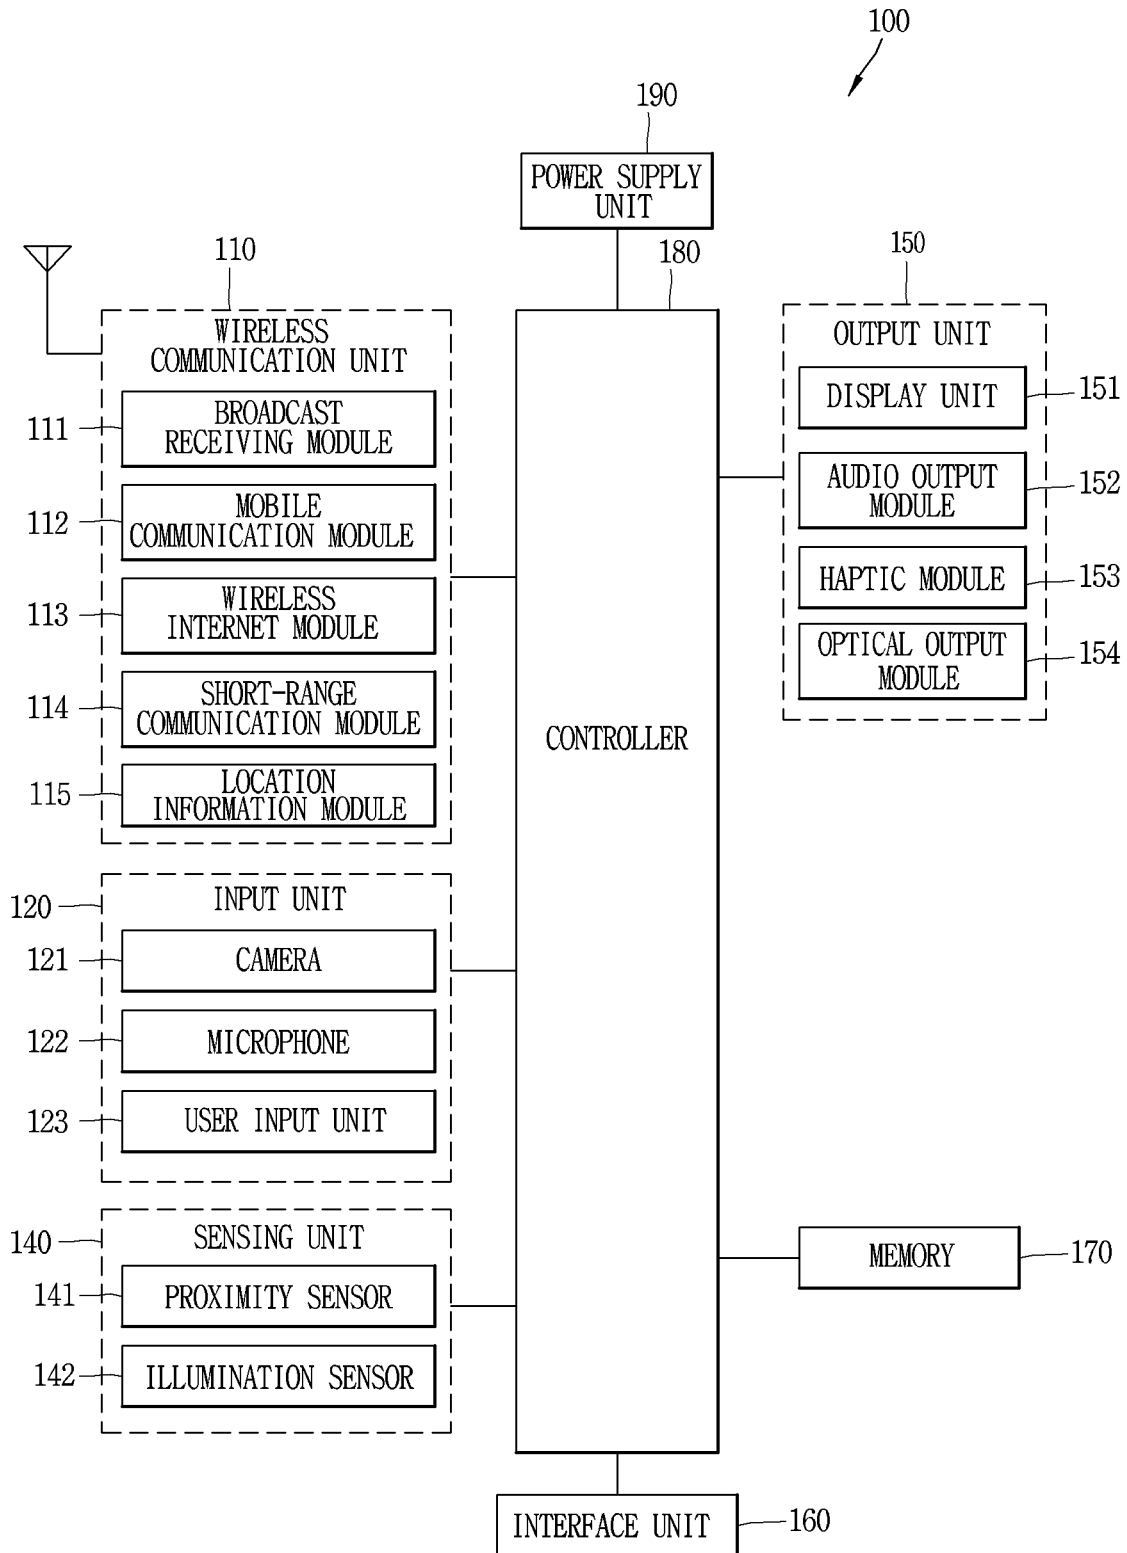 100
190
POWER SUPPLY
UNIT
110
180
150
WIRELESS
COMMUNICATION UNIT
111
BROADCAST
RECEIVING MODULE
112
MOBILE
COMMUNICATION MODULE
113
WIRELESS
INTERNET MODULE
114
SHORT-RANGE
COMMUNICATION MODULE
115
LOCATION
INFORMATION MODULE
120
INPUT UNIT
121
CAMERA
122
MICROPHONE
123
USER INPUT UNIT
140
SENSING UNIT
141
PROXIMITY SENSOR
142
ILLUMINATION SENSOR
CONTROLLER
OUTPUT UNIT
DISPLAY UNIT
151
AUDIO OUTPUT
MODULE
152
HAPTIC MODULE
153
OPTICAL OUTPUT
MODULE
154
MEMORY
170
INTERFACE UNIT
160